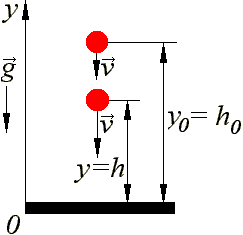 y
v⃗
g⃗
y₀ = h₀
v⃗
y = h
0